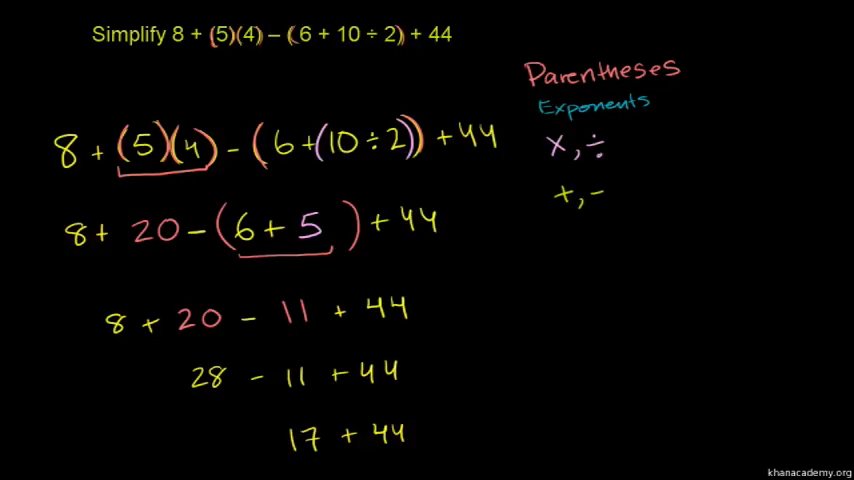 Simplify 8 + (5)(4) – (6 + 10 ÷ 2) + 44
Parentheses
Exponents
8 + (5)(4) - (6 + (10 ÷ 2)) + 44
x, ÷
+, -
8 + 20 - (6 + 5) + 44
8 + 20 - 11 + 44
28 - 11 + 44
17 + 44
khanacademy.org